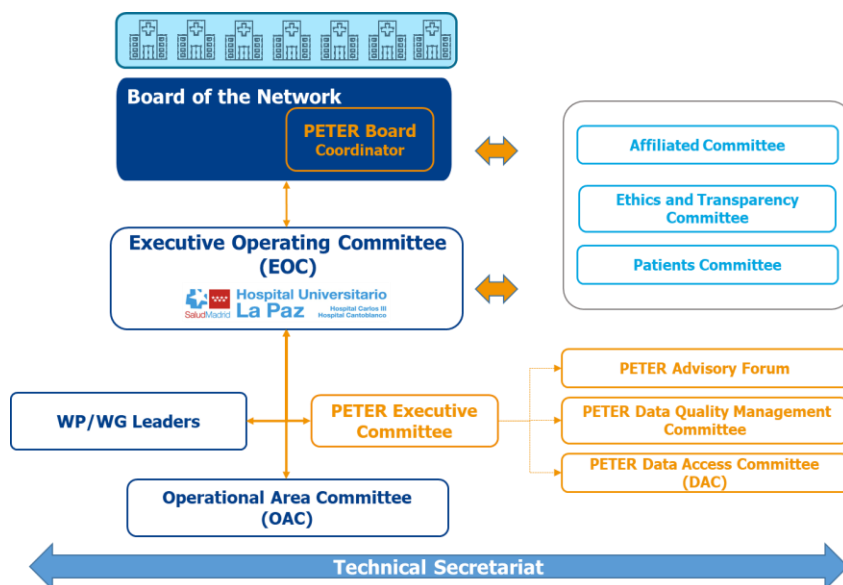 Board of the Network
PETER Board
Coordinator
Affiliated Committee
Ethics and Transparency
Committee
Patients Committee
Executive Operating Committee
(EOC)
SaludMadrid
Hospital Universitario
La Paz
Hospital Carlos III
Hospital Cantoblanco
PETER Advisory Forum
WP/WG Leaders
PETER Executive
Committee
PETER Data Quality Management
Committee
PETER Data Access Committee
(DAC)
Operational Area Committee
(OAC)
Technical Secretariat